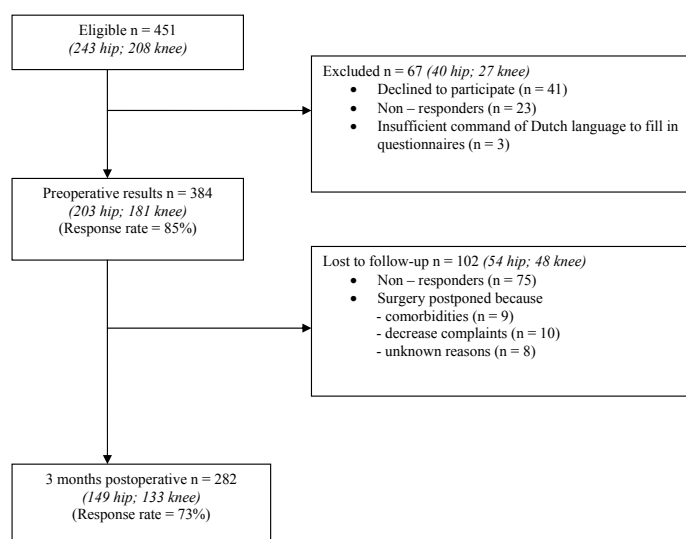 Eligible n = 451
(243 hip; 208 knee)
Excluded n = 67 (40 hip; 27 knee)
• Declined to participate (n = 41)
• Non – responders (n = 23)
• Insufficient command of Dutch language to fill in
questionnaires (n = 3)
Preoperative results n = 384
(203 hip; 181 knee)
(Response rate = 85%)
Lost to follow-up n = 102 (54 hip; 48 knee)
• Non – responders (n = 75)
• Surgery postponed because
- comorbidities (n = 9)
- decrease complaints (n = 10)
- unknown reasons (n = 8)
3 months postoperative n = 282
(149 hip; 133 knee)
(Response rate = 73%)